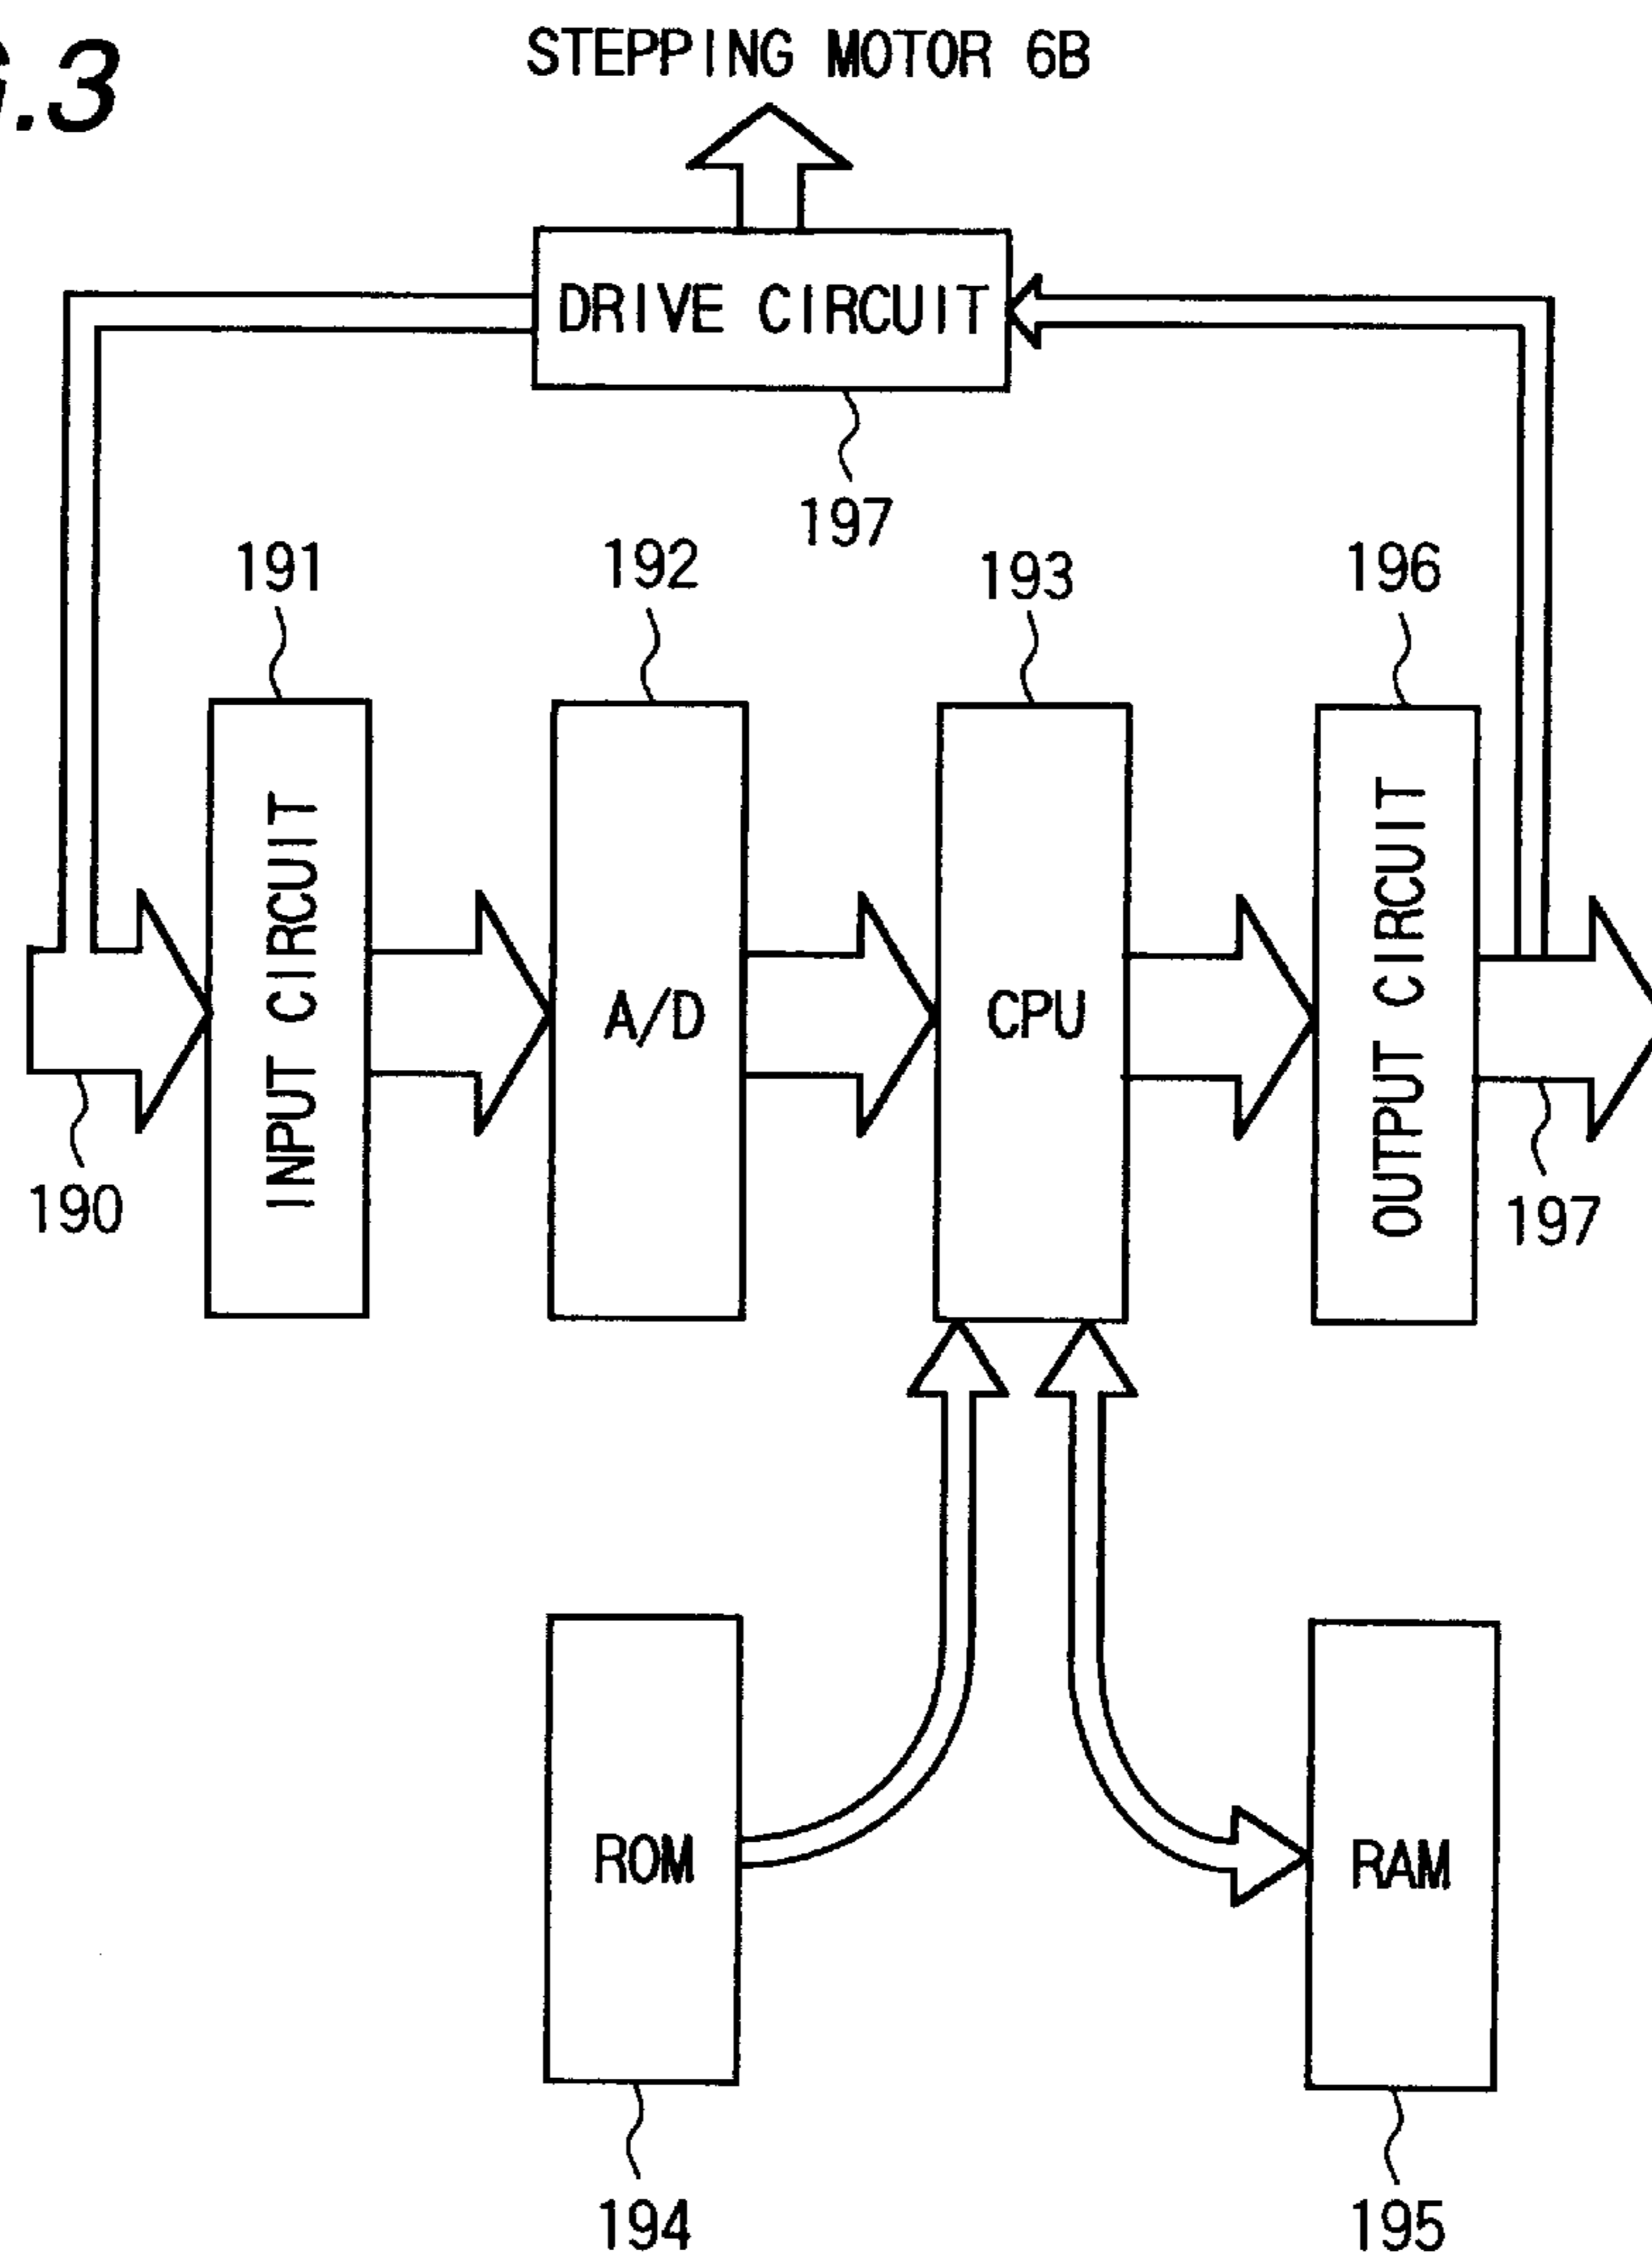 G.3
STEPPING MOTOR 6B
DRIVE CIRCUIT
197
191
192
193
196
INPUT CIRCUIT
A/D
CPU
OUTPUT CIRCUIT
190
197
ROM
RAM
194
195